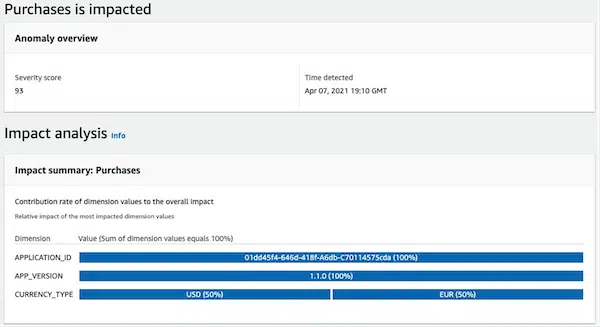 Purchases is impacted
Anomaly overview
Severity score
93
Time detected
Apr 07, 2021 19:10 GMT
Impact analysis Info
Impact summary: Purchases
Contribution rate of dimension values to the overall impact
Relative impact of the most impacted dimension values
Dimension Value (Sum of dimension values equals 100%)
APPLICATION_ID 01dd45f4-646d-418f-A6db-C70114575cda (100%)
APP_VERSION 1.1.0 (100%)
CURRENCY_TYPE USD (50%) EUR (50%)